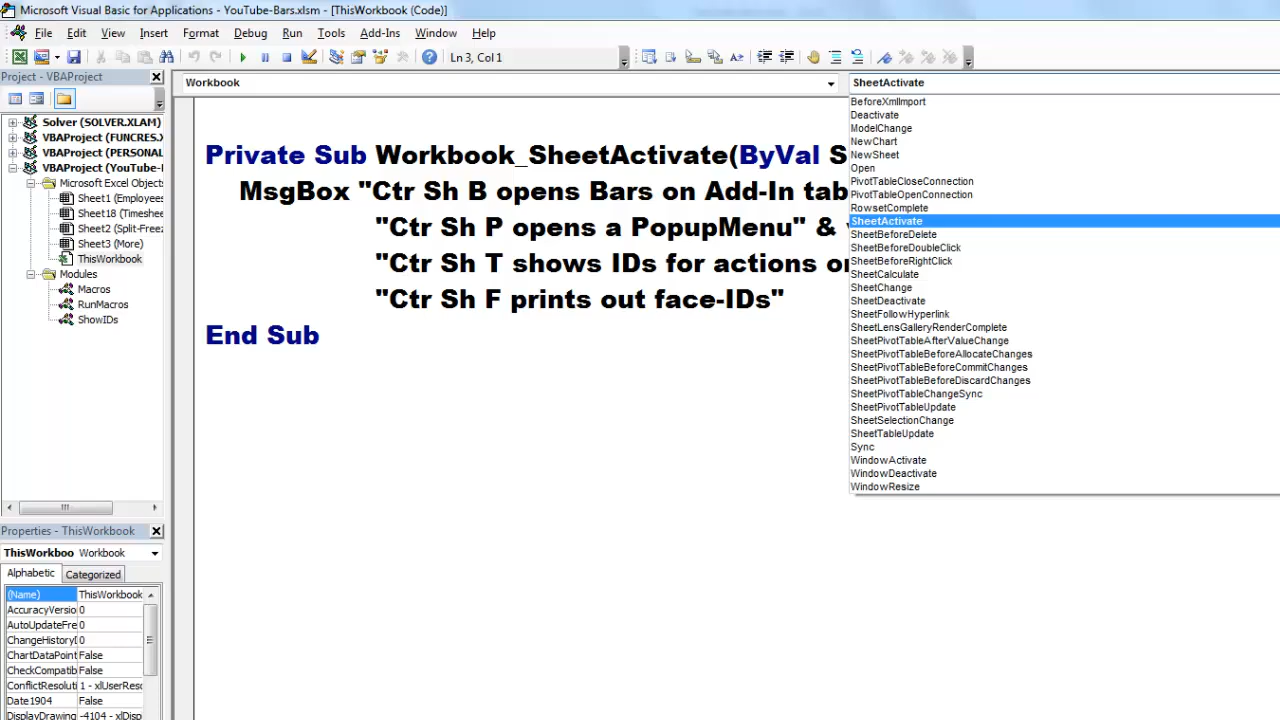 Microsoft Visual Basic for Applications - YouTube-Bars.xlsm - [ThisWorkbook (Code)]
File Edit View Insert Format Debug Run Tools Add-Ins Window Help
Ln 3, Col 1
Project - VBAProject
Workbook
SheetActivate
Solver (SOLVER.XLAM)
VBAProject (FUNCRES.X
VBAProject (PERSONAL
VBAProject (YouTube-
Microsoft Excel Objects
Sheet1 (Employees
Sheet18 (Timeshee
Sheet2 (Split-Freez
Sheet3 (More)
ThisWorkbook
Modules
Macros
RunMacros
ShowIDs
Private Sub Workbook_SheetActivate(ByVal S
MsgBox "Ctr Sh B opens Bars on Add-In tab
"Ctr Sh P opens a PopupMenu" &
"Ctr Sh T shows IDs for actions on
"Ctr Sh F prints out face-IDs"
End Sub
BeforeXmlImport
Deactivate
ModelChange
NewChart
NewSheet
Open
PivotTableCloseConnection
PivotTableOpenConnection
RowsetComplete
SheetActivate
SheetBeforeDelete
SheetBeforeDoubleClick
SheetBeforeRightClick
SheetCalculate
SheetChange
SheetDeactivate
SheetFollowHyperlink
SheetLensGalleryRenderComplete
SheetPivotTableAfterValueChange
SheetPivotTableBeforeAllocateChanges
SheetPivotTableBeforeCommitChanges
SheetPivotTableBeforeDiscardChanges
SheetPivotTableChangeSync
SheetPivotTableUpdate
SheetSelectionChange
SheetTableUpdate
Sync
WindowActivate
WindowDeactivate
WindowResize
Properties - ThisWorkbook
ThisWorkboo Workbook
Alphabetic Categorized
(Name) ThisWorkbook
AccuracyVersio 0
AutoUpdateFre 0
ChangeHistoryD 0
ChartDataPoint False
CheckCompatib False
ConflictResoluti 1 - xlUserReso
Date1904 False
DisplayDrawing -4104 - xlDisp